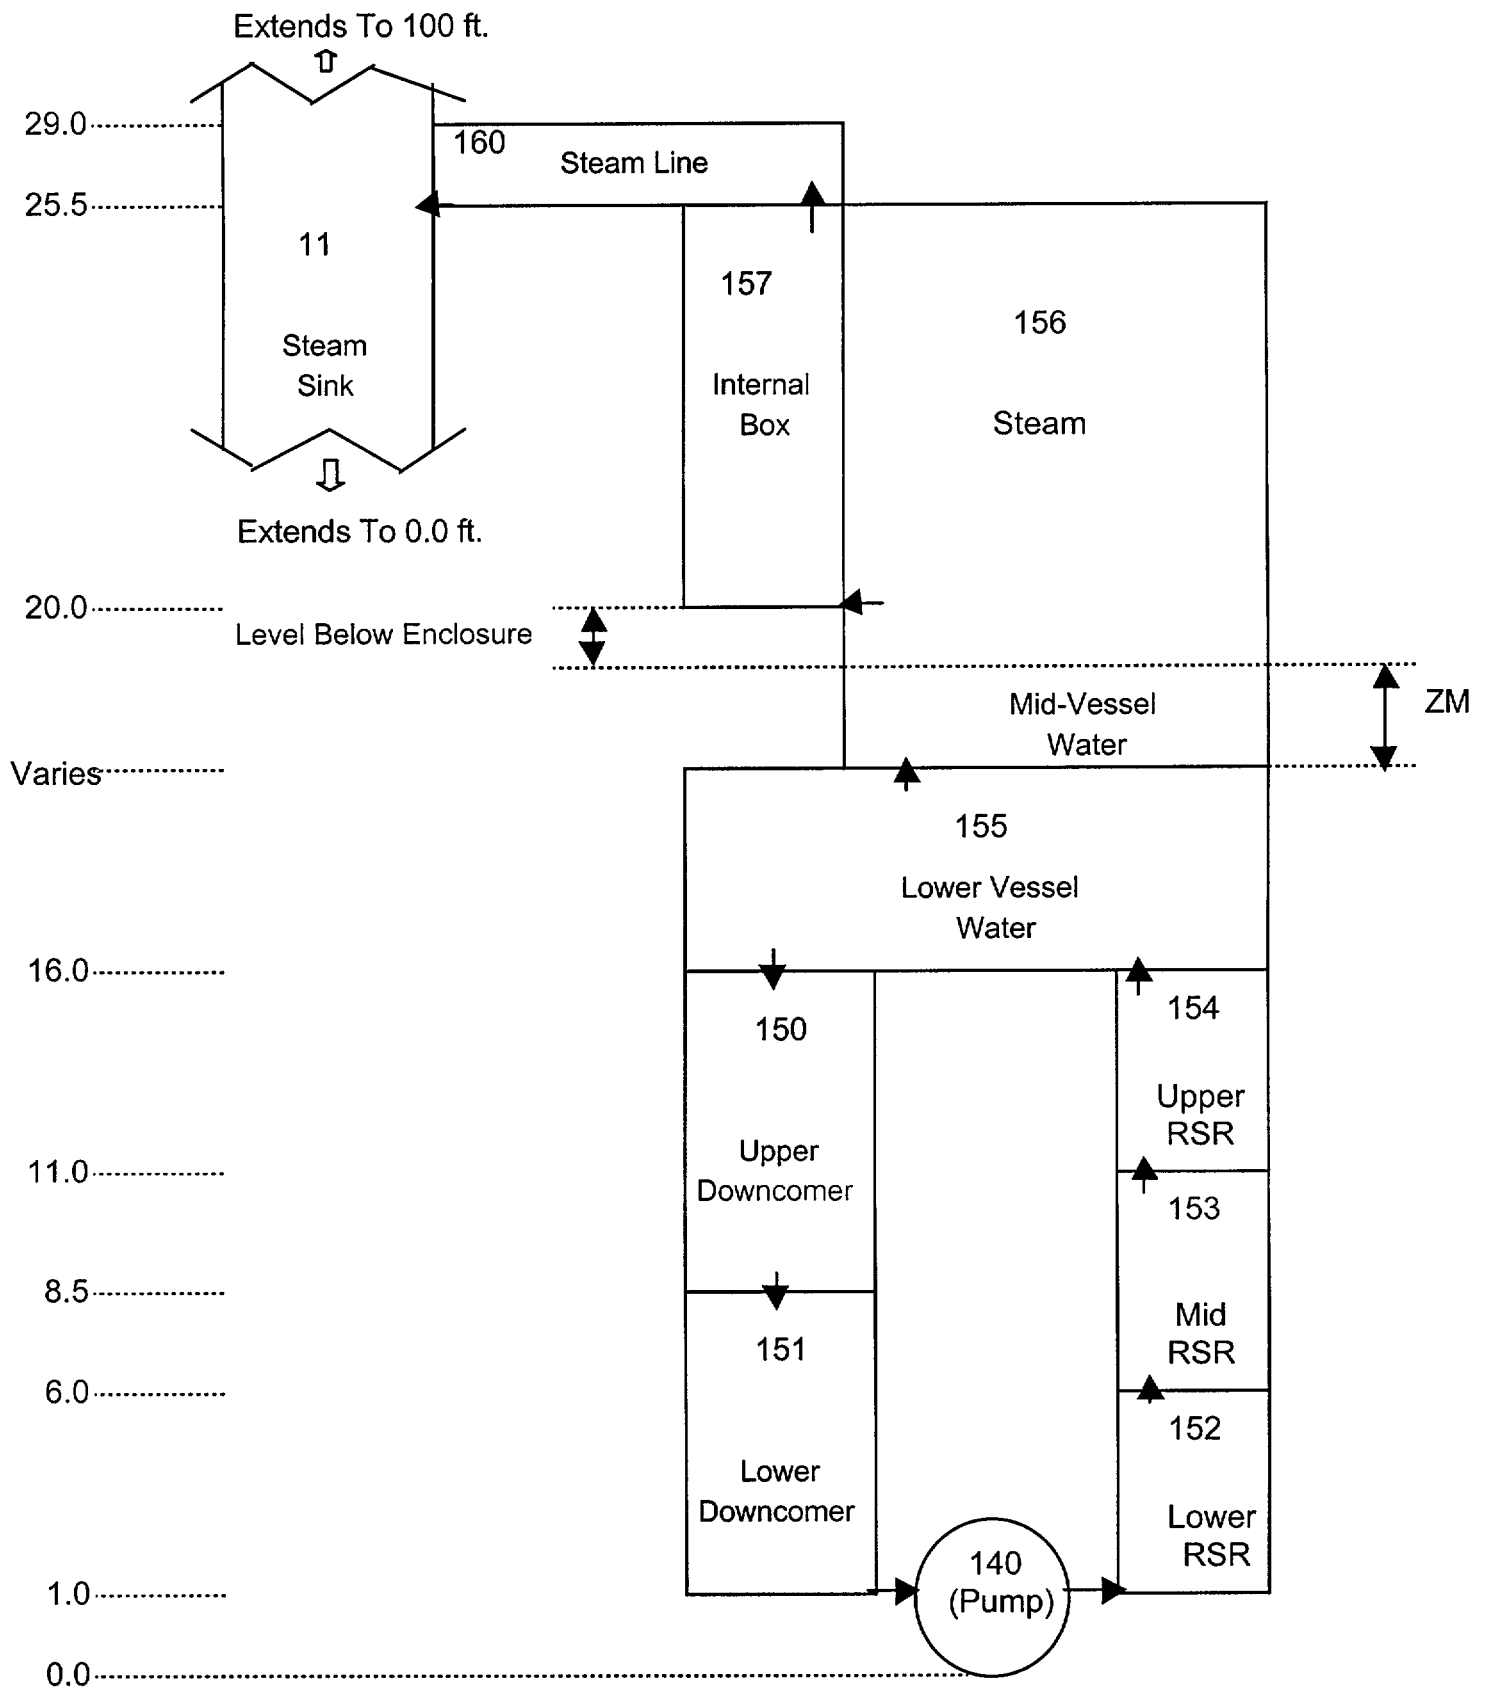 Extends To 100 ft.
29.0
160
Steam Line
25.5
11
157
156
Steam
Sink
Internal
Box
Steam
Extends To 0.0 ft.
20.0
Level Below Enclosure
ZM
Mid-Vessel
Water
Varies
155
Lower Vessel
Water
16.0
150
154
Upper
RSR
Upper
Downcomer
11.0
153
8.5
Mid
RSR
151
6.0
152
Lower
Downcomer
Lower
RSR
140
(Pump)
1.0
0.0